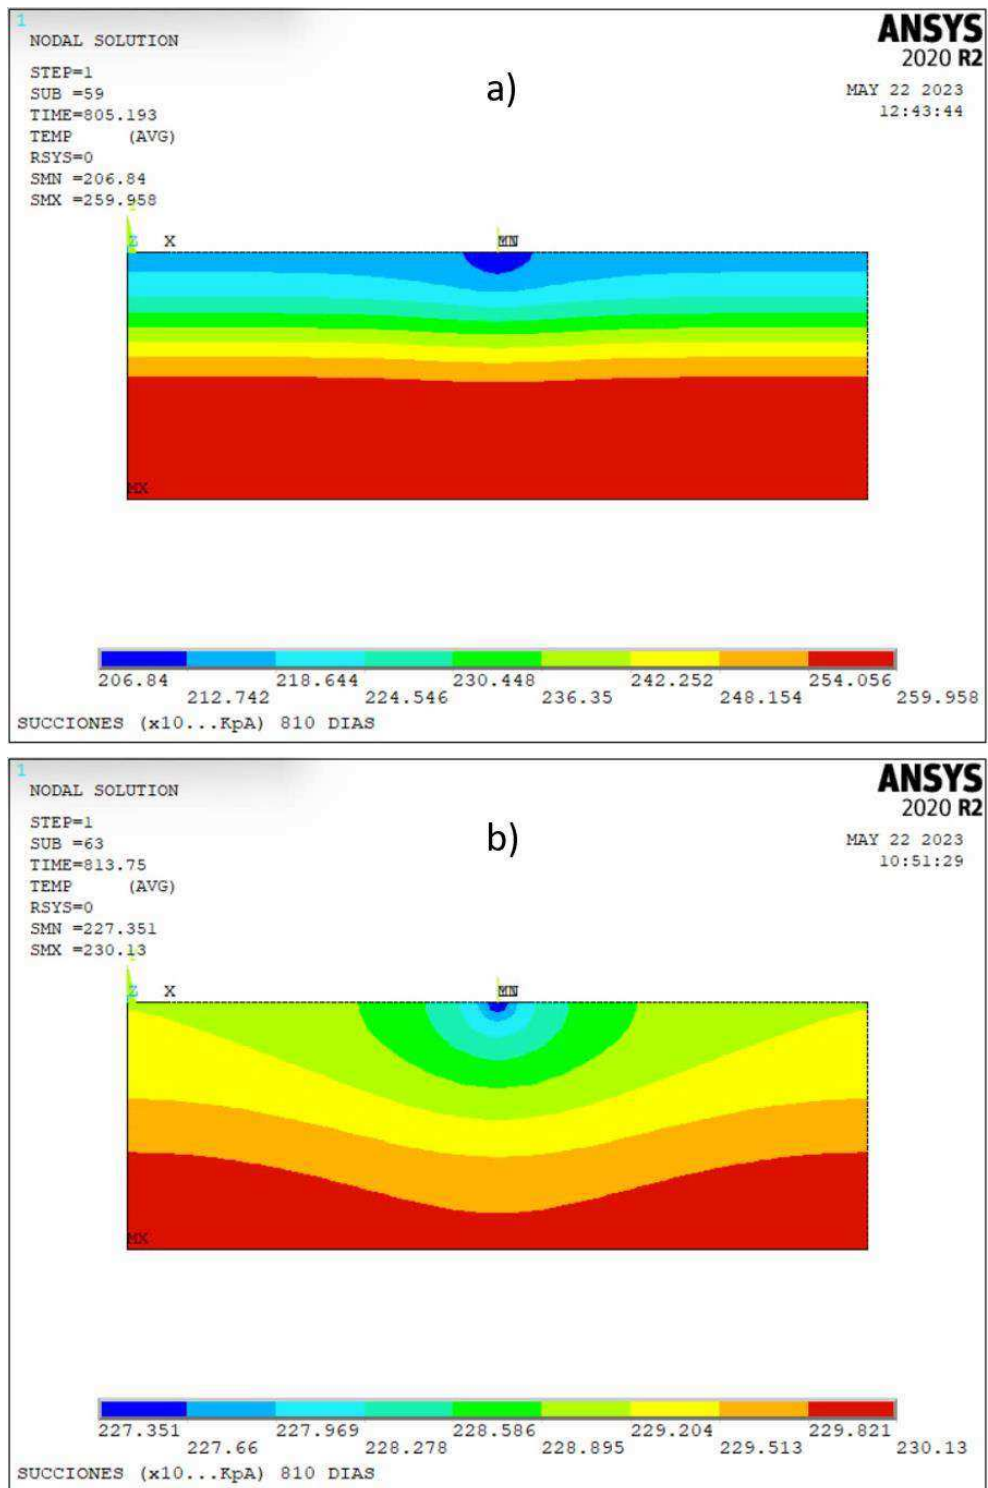 1
NODAL SOLUTION
ANSYS
2020 R2
STEP=1
SUB =59
TIME=805.193
TEMP (AVG)
RSYS=0
SMN =206.84
SMX =259.958
a)
MAY 22 2023
12:43:44
Z X MN
MX
206.84 218.644 230.448 242.252 254.056
212.742 224.546 236.35 248.154 259.958
SUCCIONES (x10...KpA) 810 DIAS
1
NODAL SOLUTION
ANSYS
2020 R2
STEP=1
SUB =63
TIME=813.75
TEMP (AVG)
RSYS=0
SMN =227.351
SMX =230.13
b)
MAY 22 2023
10:51:29
Z X MN
MX
227.351 227.969 228.586 229.204 229.821
227.66 228.278 228.895 229.513 230.13
SUCCIONES (x10...KpA) 810 DIAS